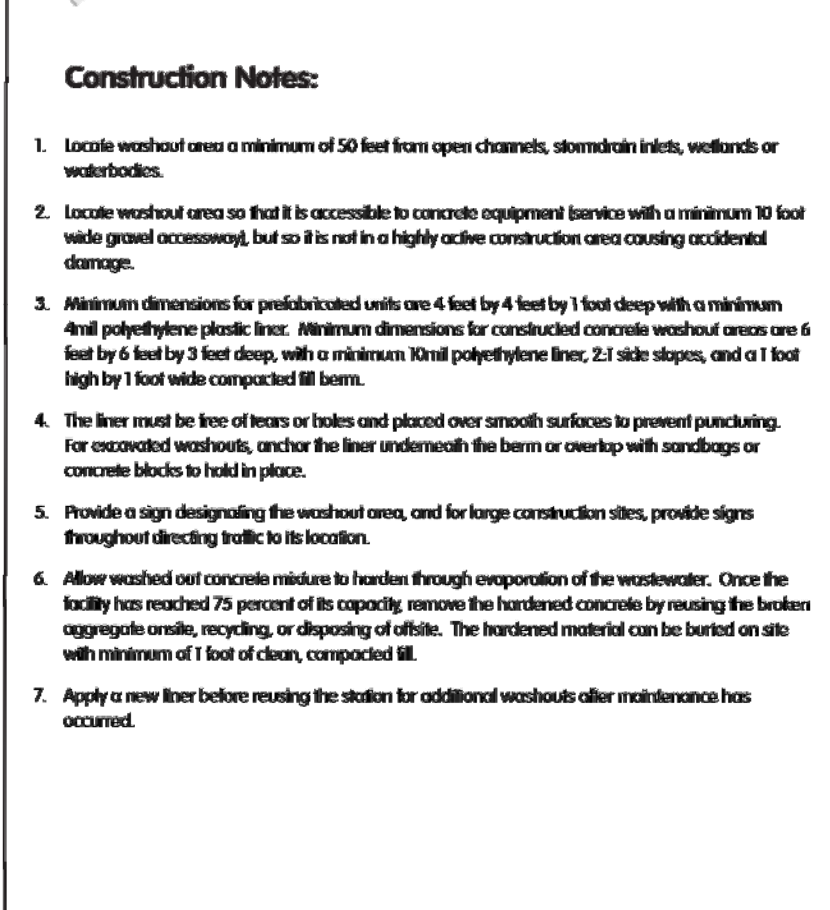 Construction Notes:
1. Locate washout area a minimum of 50 feet from open channels, stormdrain inlets, wetlands or
waterbodies.
2. Locate washout area so that it is accessible to concrete equipment (service with a minimum 10 foot
wide gravel accessway), but so it is not in a highly active construction area causing accidental
damage.
3. Minimum dimensions for prefabricated units are 4 feet by 4 feet by 1 foot deep with a minimum
4mil polyethylene plastic liner. Minimum dimensions for constructed concrete washout areas are 6
feet by 6 feet by 3 feet deep, with a minimum 10mil polyethylene liner, 2:1 side slopes, and a 1 foot
high by 1 foot wide compacted fill berm.
4. The liner must be free of tears or holes and placed over smooth surfaces to prevent puncturing.
For excavated washouts, anchor the liner underneath the berm or overlap with sandbags or
concrete blocks to hold in place.
5. Provide a sign designating the washout area, and for large construction sites, provide signs
throughout directing traffic to its location.
6. Allow washed out concrete mixture to harden through evaporation of the wastewater. Once the
facility has reached 75 percent of its capacity, remove the hardened concrete by reusing the broken
aggregate onsite, recycling, or disposing of offsite. The hardened material can be buried on site
with minimum of 1 foot of clean, compacted fill.
7. Apply a new liner before reusing the station for additional washouts after maintenance has
occurred.